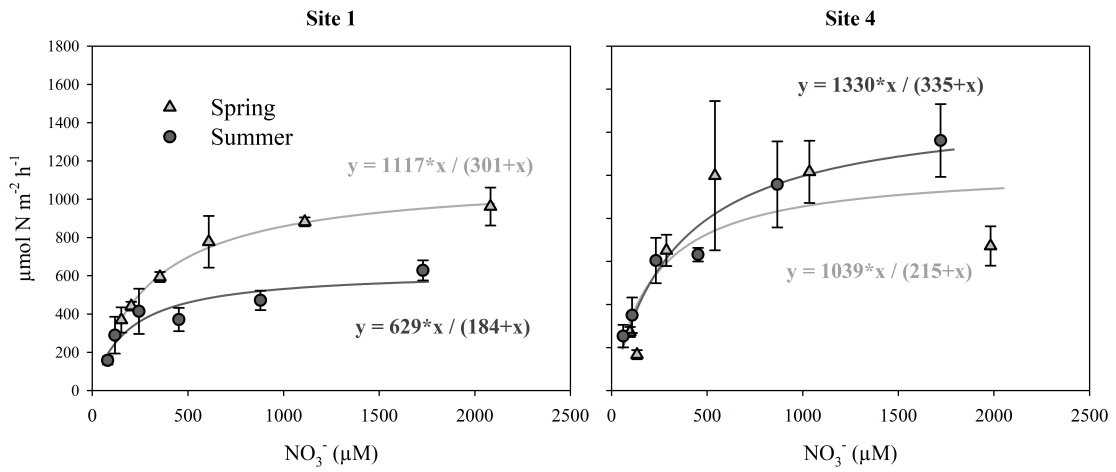 Site 1
Site 4
1800
1600
1400
1200
1000
800
600
400
200
0
µmol N m⁻² h⁻¹
Spring
Summer
y = 1117*x / (301+x)
y = 629*x / (184+x)
y = 1330*x / (335+x)
y = 1039*x / (215+x)
0 500 1000 1500 2000 2500
0 500 1000 1500 2000 2500
NO₃⁻ (µM)
NO₃⁻ (µM)